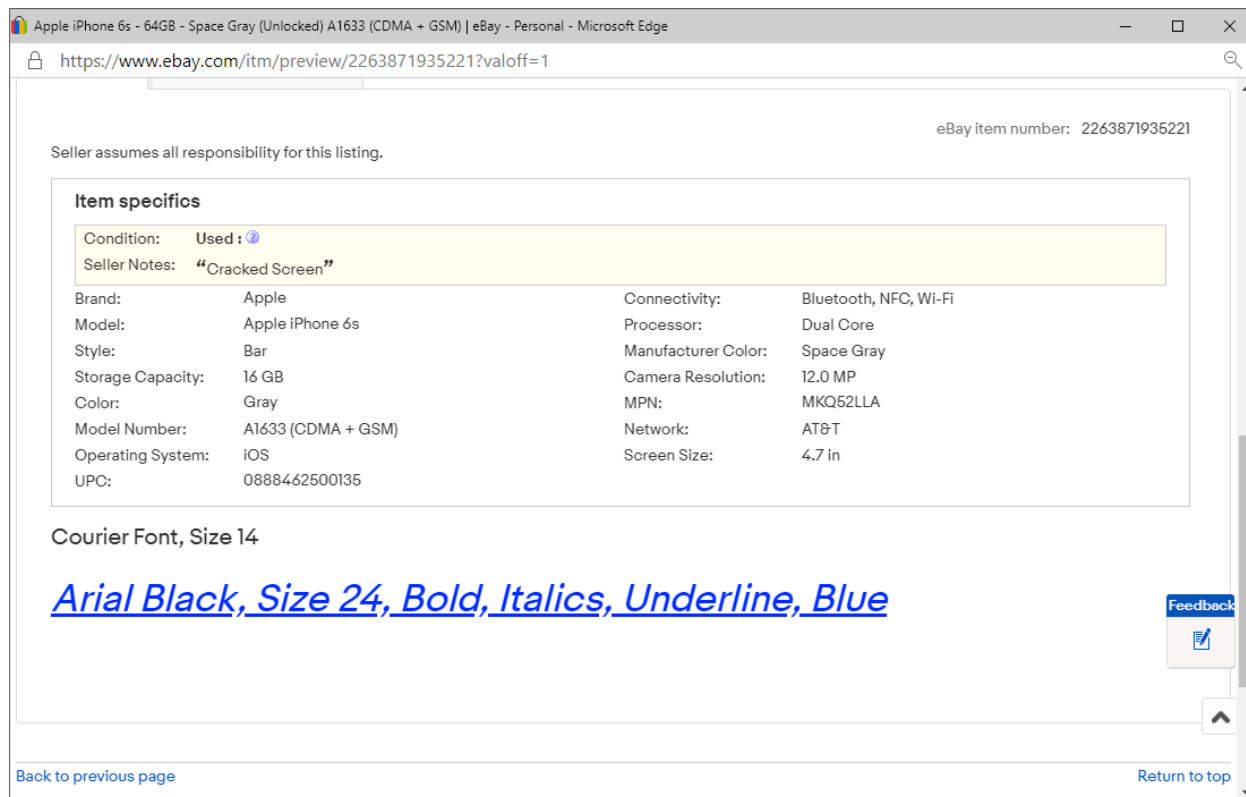 Apple iPhone 6s - 64GB - Space Gray (Unlocked) A1633 (CDMA + GSM) | eBay - Personal - Microsoft Edge
https://www.ebay.com/itm/preview/2263871935221?valoff=1
eBay item number: 2263871935221
Seller assumes all responsibility for this listing.
Item specifics
Condition: Used : ?
Seller Notes: “Cracked Screen”
Brand: Apple Connectivity: Bluetooth, NFC, Wi-Fi
Model: Apple iPhone 6s Processor: Dual Core
Style: Bar Manufacturer Color: Space Gray
Storage Capacity: 16 GB Camera Resolution: 12.0 MP
Color: Gray MPN: MKQ52LLA
Model Number: A1633 (CDMA + GSM) Network: AT&T
Operating System: iOS Screen Size: 4.7 in
UPC: 0888462500135
Courier Font, Size 14
Arial Black, Size 24, Bold, Italics, Underline, Blue
Feedback
Back to previous page Return to top